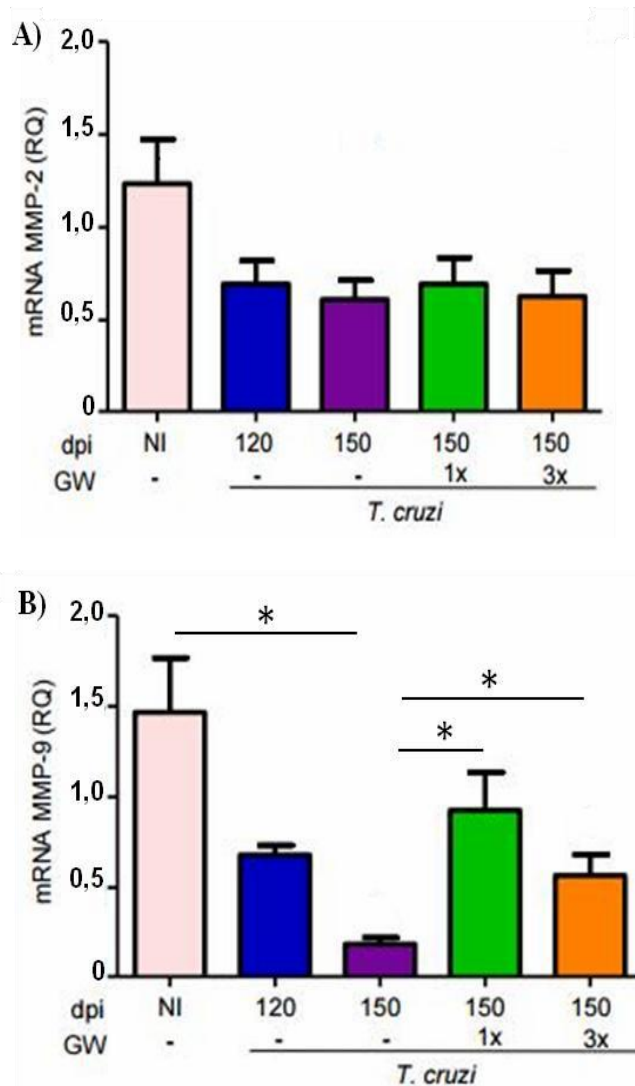 A)
mRNA MMP-2 (RQ)
2,0
1,5
1,0
0,5
0
dpi NI 120 150 150 150
GW - - - 1x 3x
T. cruzi
B)
mRNA MMP-9 (RQ)
2,0
1,5
1,0
0,5
0
*
*
*
dpi NI 120 150 150 150
GW - - - 1x 3x
T. cruzi